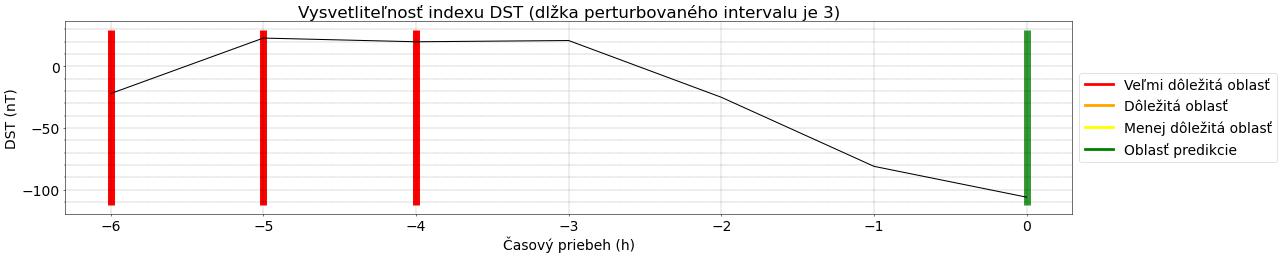 Vysvetliteľnosť indexu DST (dlžka perturbovaného intervalu je 3)
DST (nT)
0
−50
−100
−6 −5 −4 −3 −2 −1 0
Časový priebeh (h)
Veľmi dôležitá oblasť
Dôležitá oblasť
Menej dôležitá oblasť
Oblasť predikcie